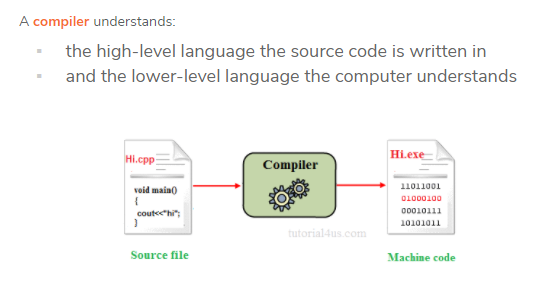 A compiler understands:
the high-level language the source code is written in
and the lower-level language the computer understands
Hi.cpp
void main()
{
cout<<"hi";
}
Source file
Compiler
tutorial4us.com
Hi.exe
11011001
01000100
00010111
10101011
Machine code